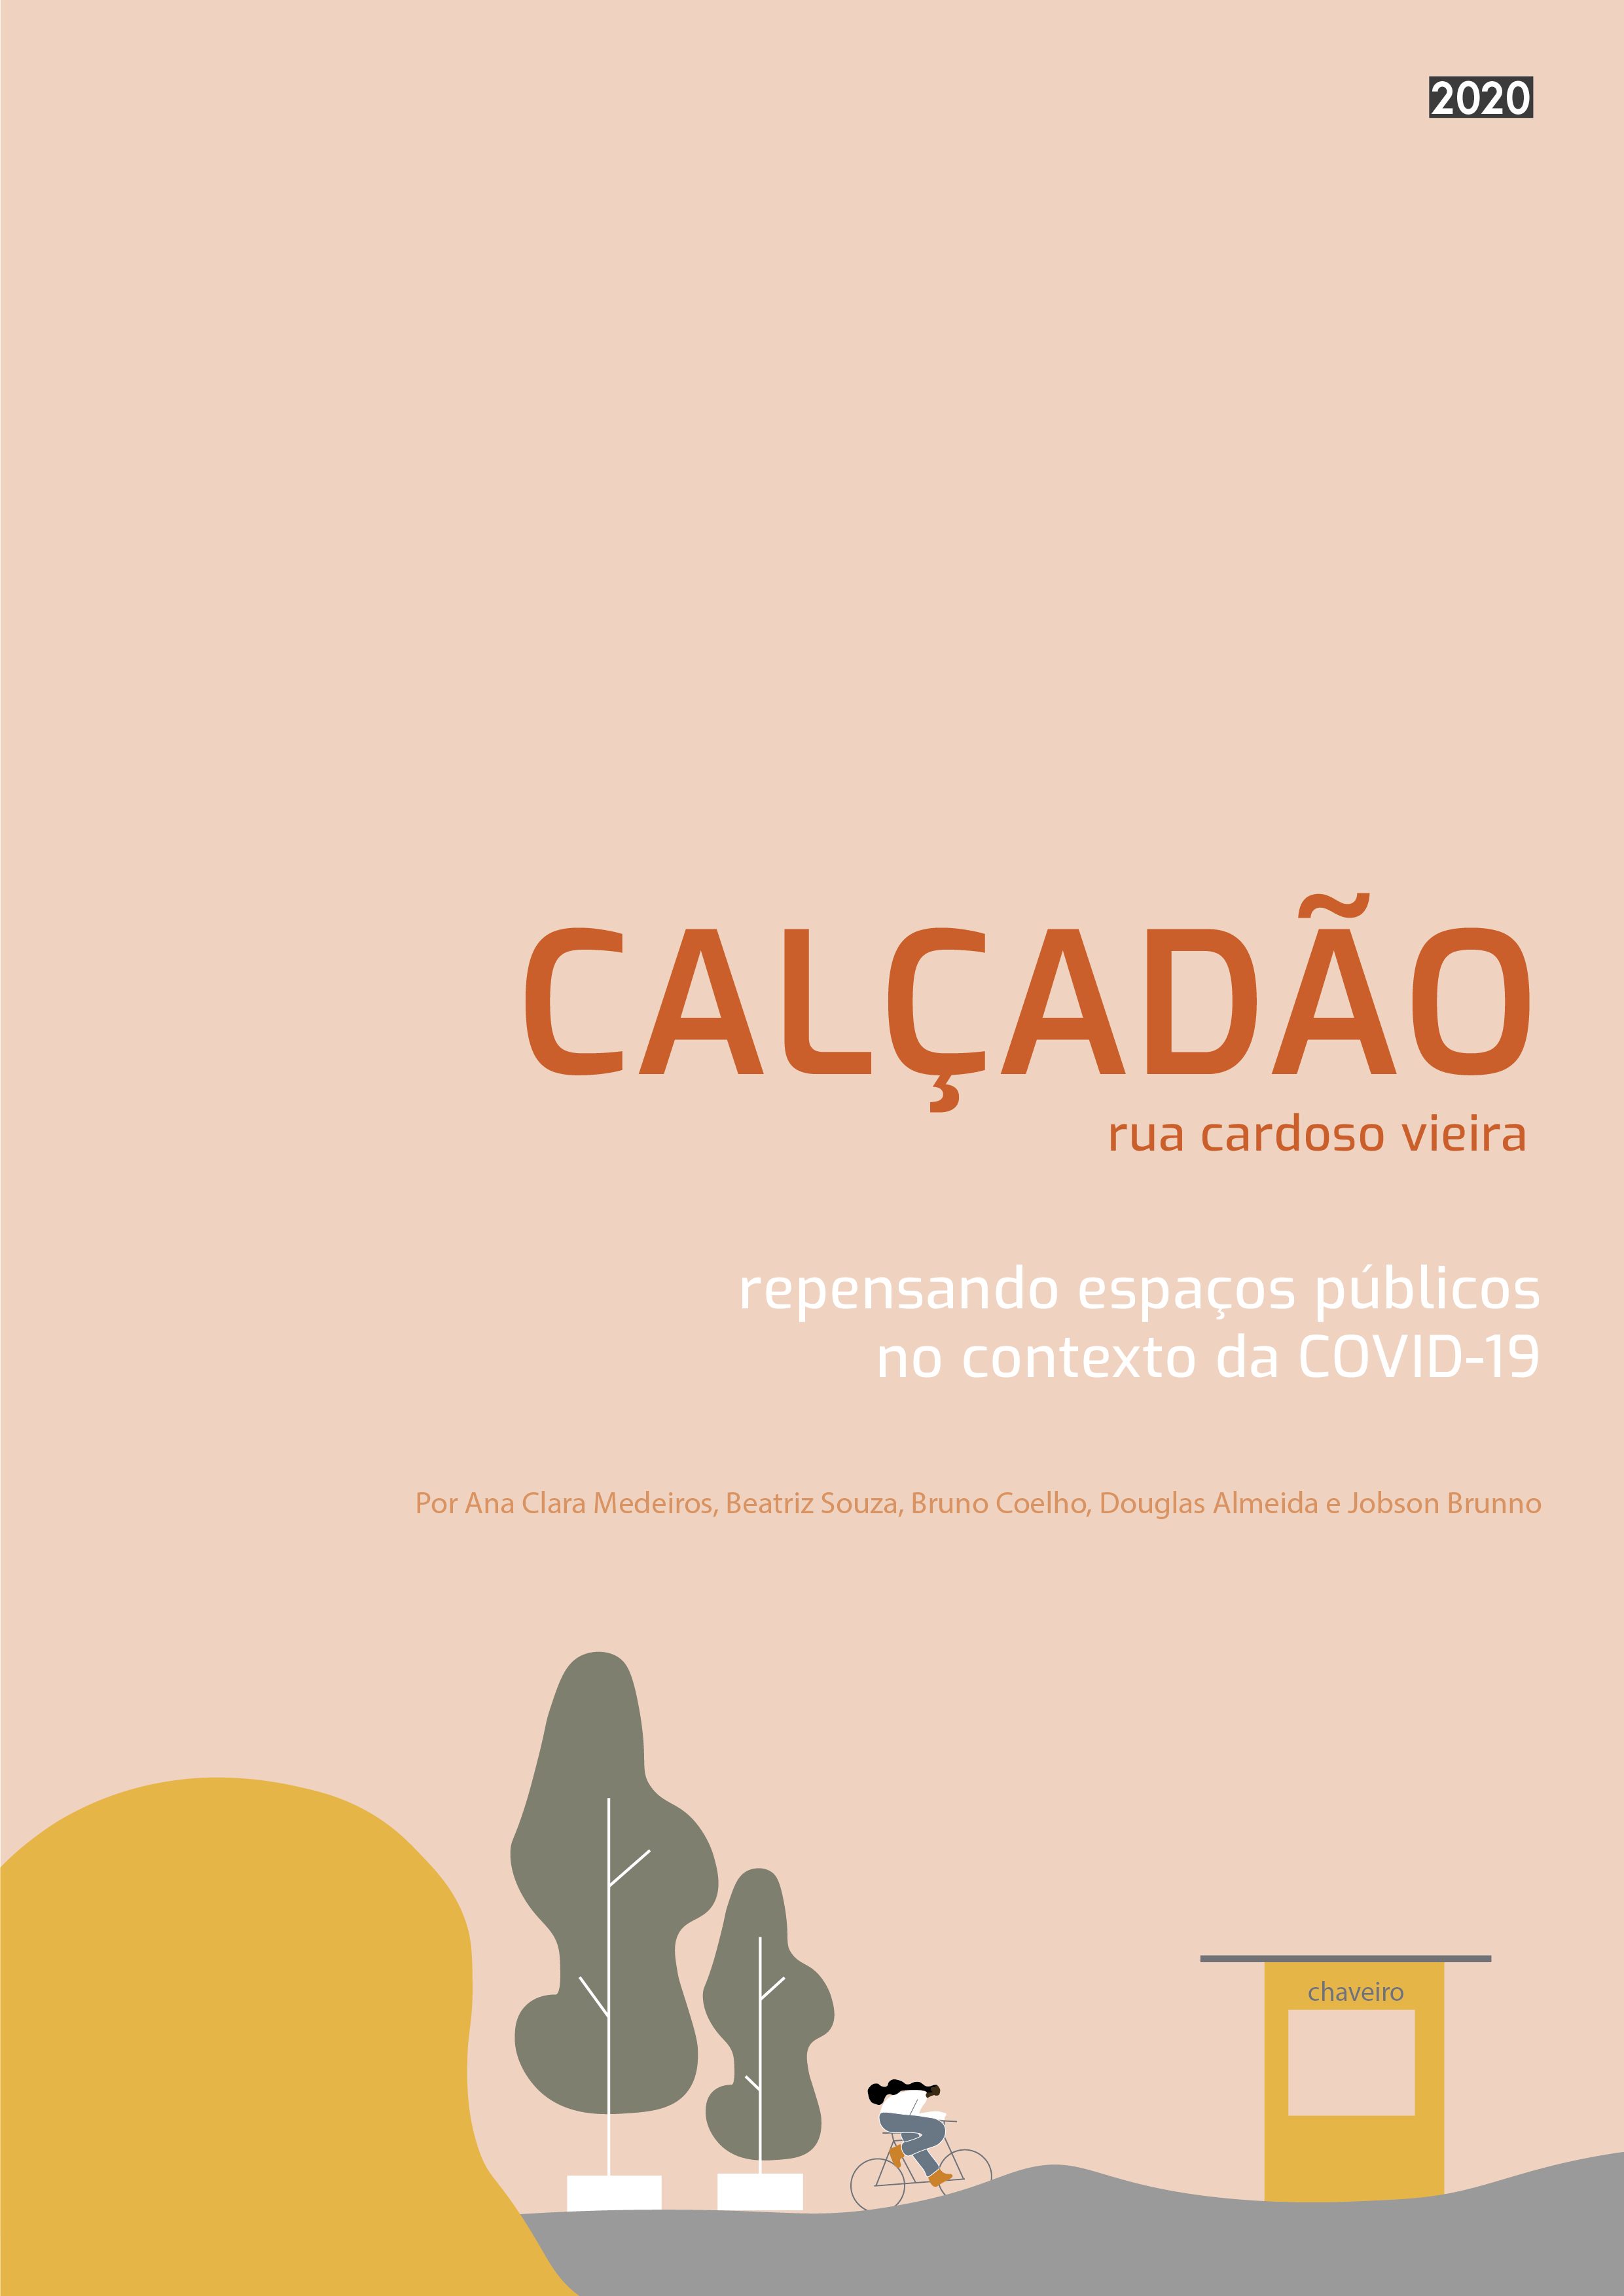 2020
CALÇADÃO
rua cardoso vieira
repensando espaços públicos
no contexto da COVID-19
Por Ana Clara Medeiros, Beatriz Souza, Bruno Coelho, Douglas Almeida e Jobson Brunno
chaveiro